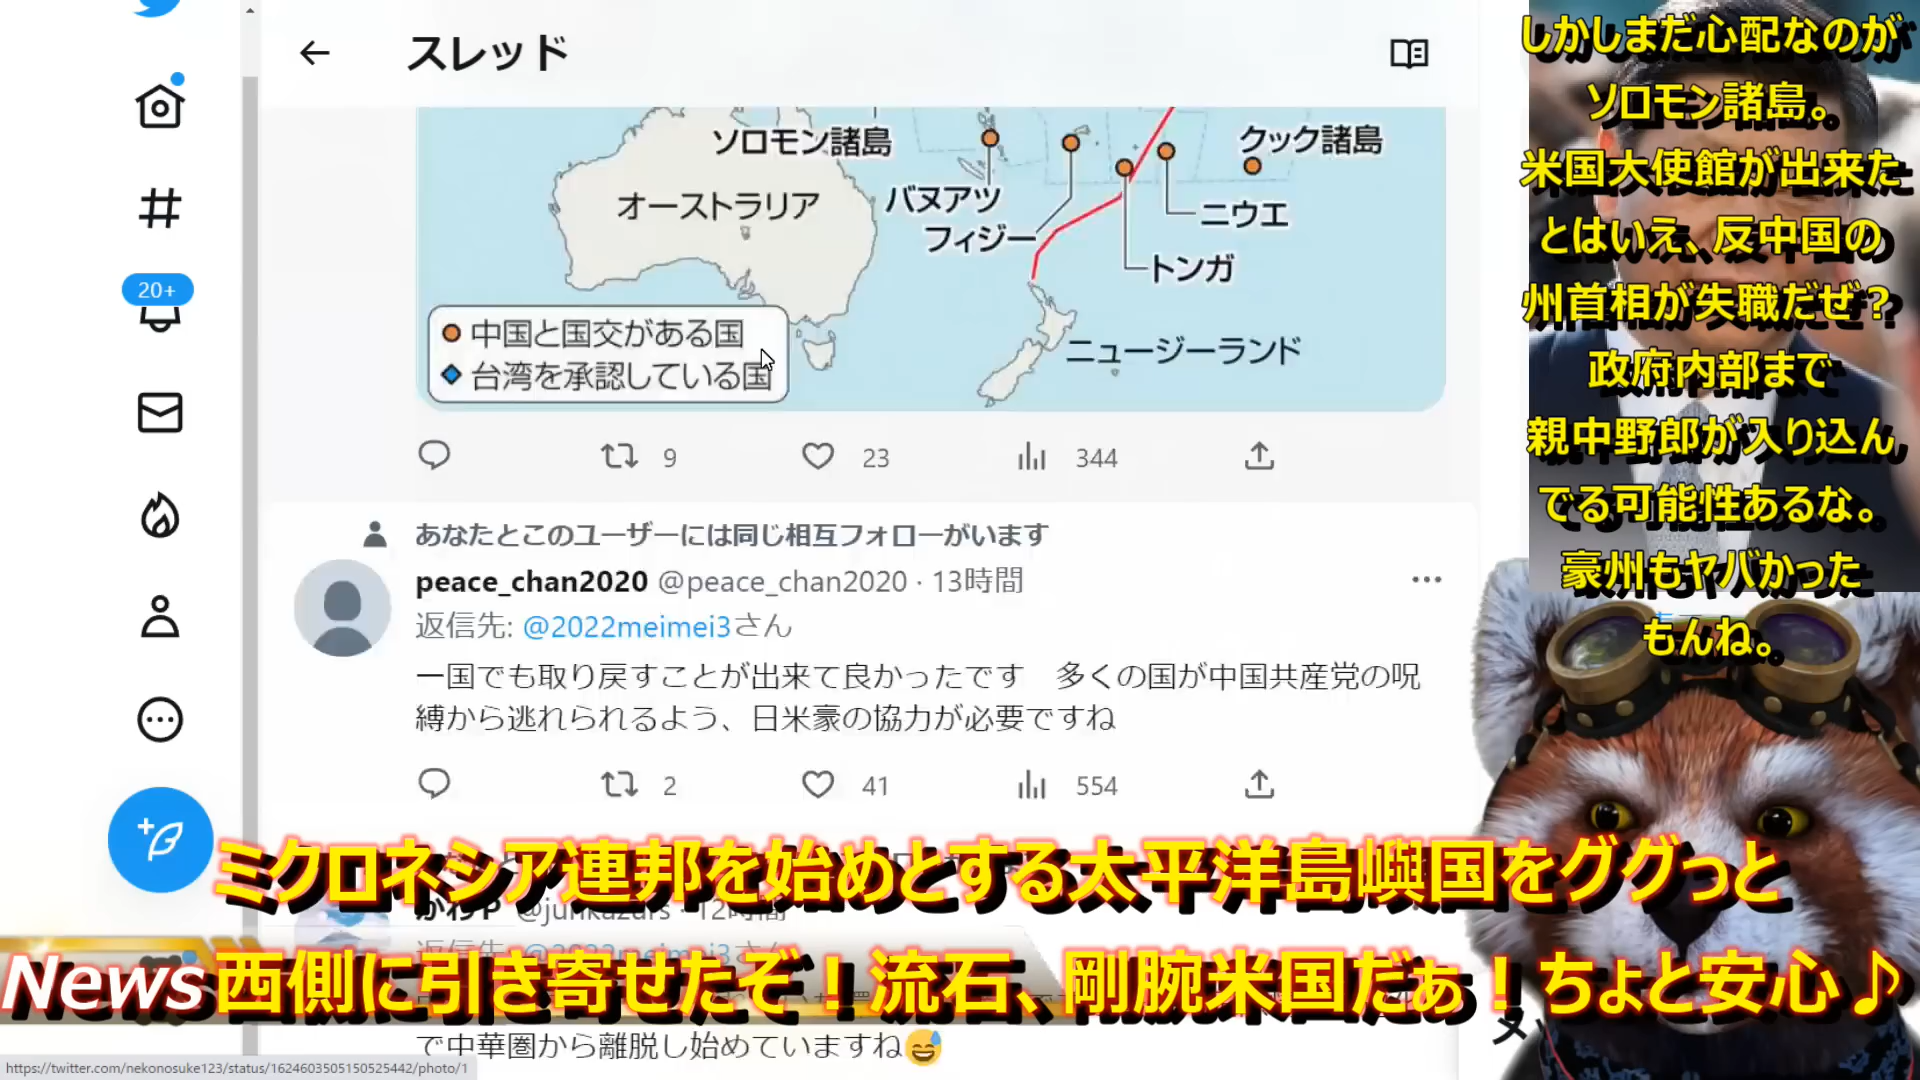 スレッド
ソロモン諸島
クック諸島
オーストラリア
バヌアツ
ニウエ
フィジー
トンガ
ニュージーランド
中国と国交がある国
台湾を承認している国
9
23
344
20+
あなたとこのユーザーには同じ相互フォローがいます
peace_chan2020 @peace_chan2020 · 13時間
返信先: @2022meimei3さん
一国でも取り戻すことが出来て良かったです　多くの国が中国共産党の呪
縛から逃れられるよう、日米豪の協力が必要ですね
2
41
554
で中華圏から離脱し始めていますね😅
https://twitter.com/nekonosuke123/status/1624603505150525442/photo/1
しかしまだ心配なのが
ソロモン諸島。
米国大使館が出来た
とはいえ、反中国の
州首相が失職だぜ？
政府内部まで
親中野郎が入り込ん
でる可能性あるな。
豪州もヤバかった
もんね。
ミクロネシア連邦を始めとする太平洋島嶼国をググっと
News 西側に引き寄せたぞ！流石、剛腕米国だぁ！ちょと安心♪